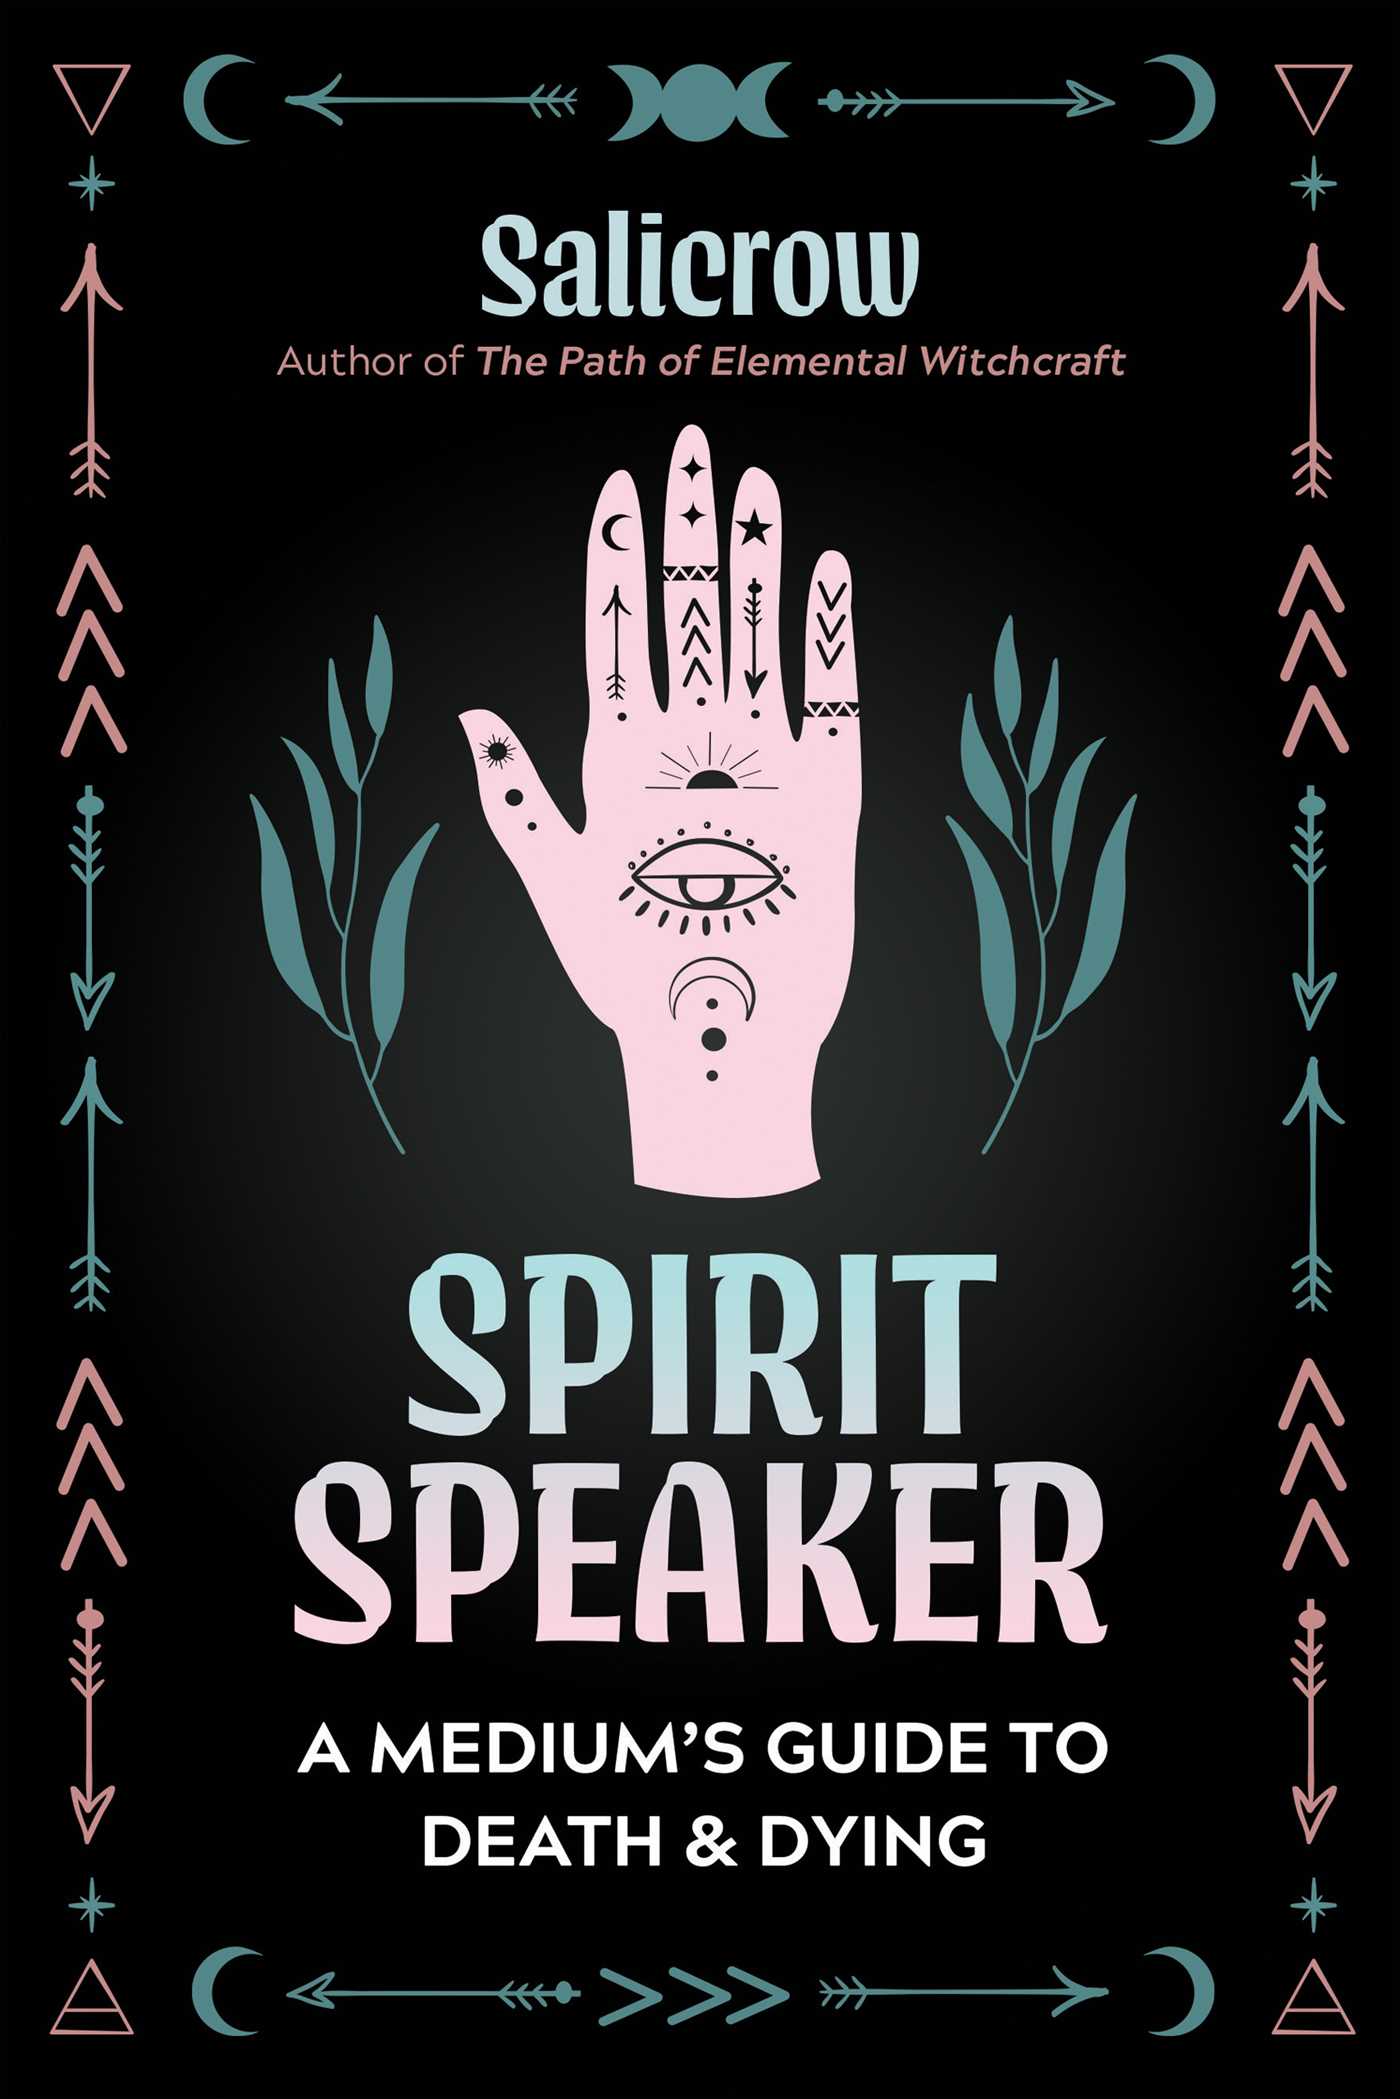 Salicrow
Author of The Path of Elemental Witchcraft
SPIRIT
SPEAKER
A MEDIUM'S GUIDE TO
DEATH & DYING